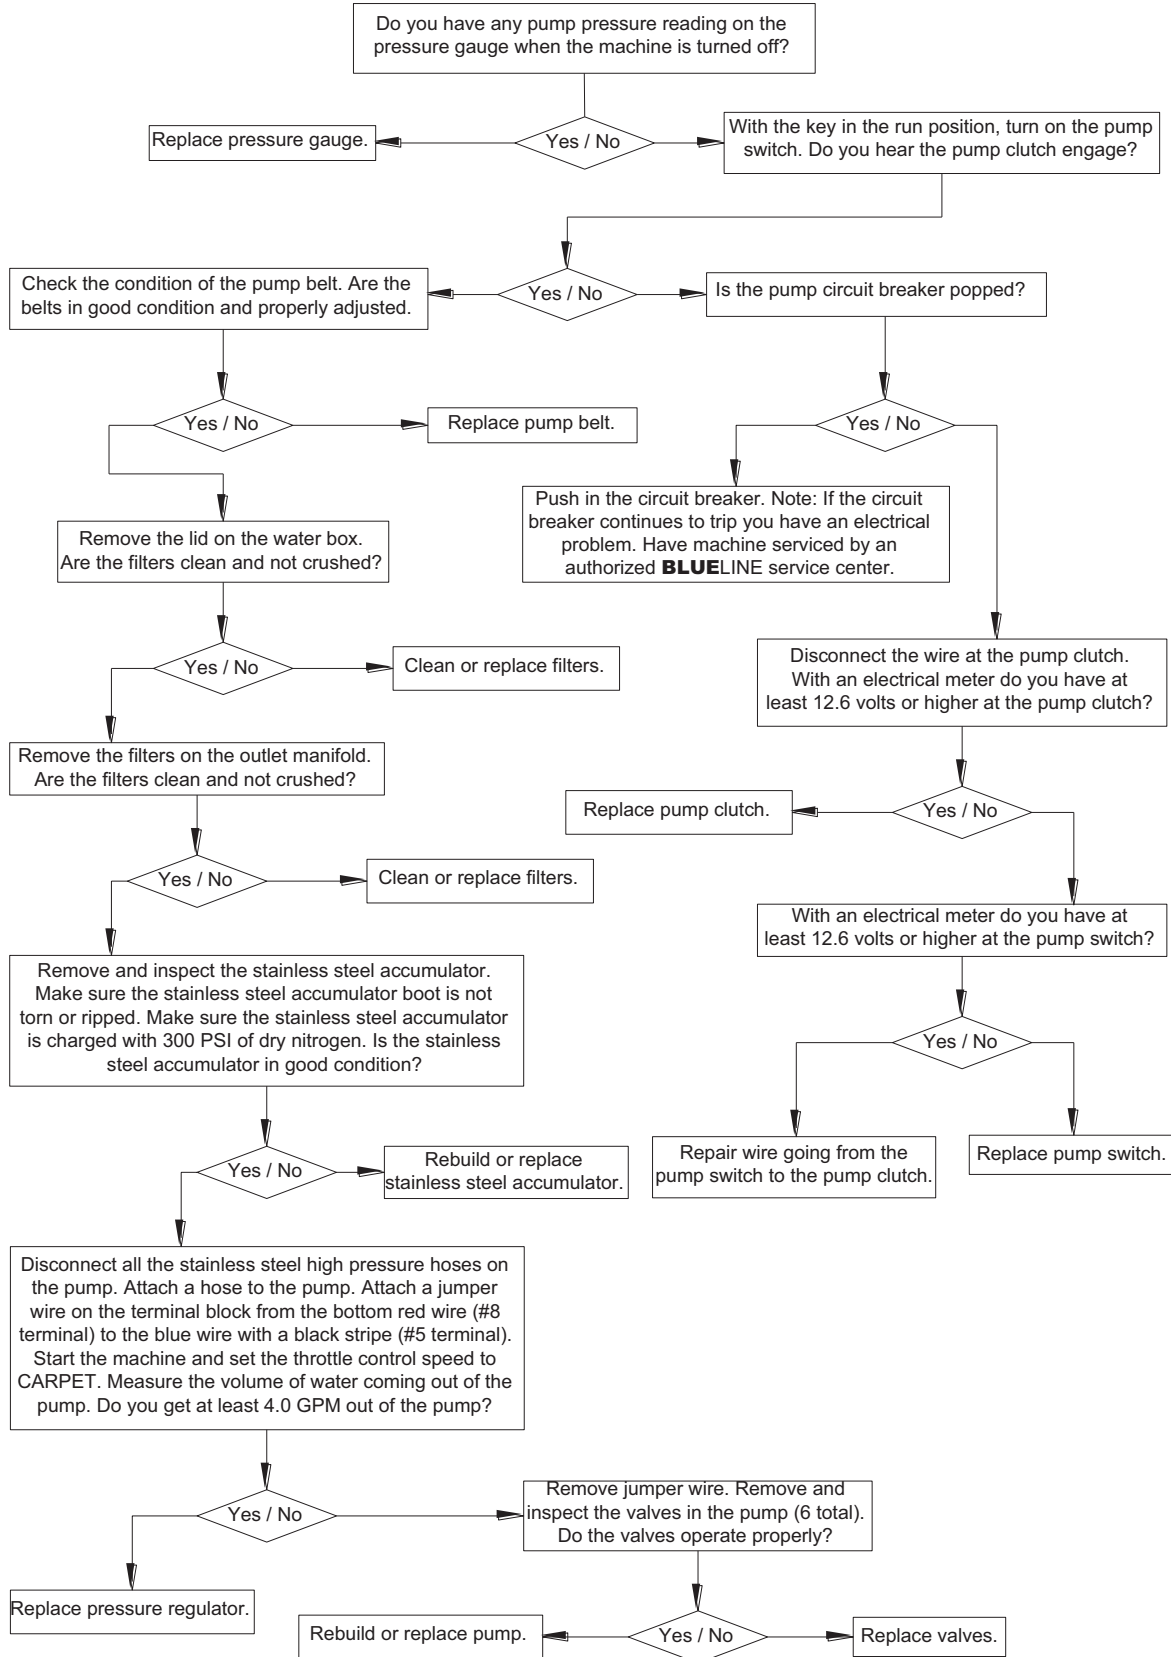 Do you have any pump pressure reading on the
pressure gauge when the machine is turned off?
Replace pressure gauge.
Yes / No
With the key in the run position, turn on the pump
switch. Do you hear the pump clutch engage?
Check the condition of the pump belt. Are the
belts in good condition and properly adjusted.
Yes / No
Is the pump circuit breaker popped?
Yes / No
Replace pump belt.
Yes / No
Push in the circuit breaker. Note: If the circuit
breaker continues to trip you have an electrical
problem. Have machine serviced by an
authorized BLUELINE service center.
Remove the lid on the water box.
Are the filters clean and not crushed?
Yes / No
Clean or replace filters.
Disconnect the wire at the pump clutch.
With an electrical meter do you have at
least 12.6 volts or higher at the pump clutch?
Remove the filters on the outlet manifold.
Are the filters clean and not crushed?
Replace pump clutch.
Yes / No
Yes / No
Clean or replace filters.
With an electrical meter do you have at
least 12.6 volts or higher at the pump switch?
Remove and inspect the stainless steel accumulator.
Make sure the stainless steel accumulator boot is not
torn or ripped. Make sure the stainless steel accumulator
is charged with 300 PSI of dry nitrogen. Is the stainless
steel accumulator in good condition?
Yes / No
Repair wire going from the
pump switch to the pump clutch.
Replace pump switch.
Yes / No
Rebuild or replace
stainless steel accumulator.
Disconnect all the stainless steel high pressure hoses on
the pump. Attach a hose to the pump. Attach a jumper
wire on the terminal block from the bottom red wire (#8
terminal) to the blue wire with a black stripe (#5 terminal).
Start the machine and set the throttle control speed to
CARPET. Measure the volume of water coming out of the
pump. Do you get at least 4.0 GPM out of the pump?
Yes / No
Remove jumper wire. Remove and
inspect the valves in the pump (6 total).
Do the valves operate properly?
Replace pressure regulator.
Rebuild or replace pump.
Yes / No
Replace valves.